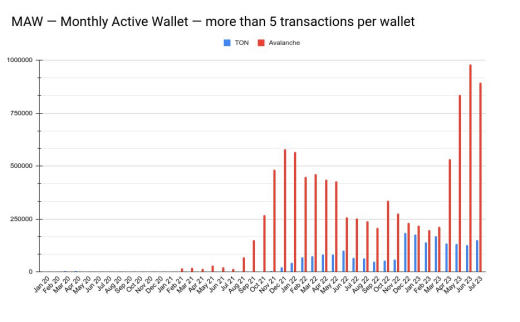 MAW — Monthly Active Wallet — more than 5 transactions per wallet
TON Avalanche
1000000
750000
500000
250000
0
Jan 20
Feb 20
Mar 20
Apr 20
May 20
Jun 20
Jul 20
Aug 20
Sep 20
Oct 20
Nov 20
Dec 20
Jan 21
Feb 21
Mar 21
Apr 21
May 21
Jun 21
Jul 21
Aug 21
Sep 21
Oct 21
Nov 21
Dec 21
Jan 22
Feb 22
Mar 22
Apr 22
May 22
Jun 22
Jul 22
Aug 22
Sep 22
Oct 22
Nov 22
Dec 22
Jan 23
Feb 23
Mar 23
Apr 23
May 23
Jun 23
Jul 23